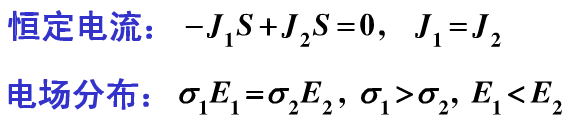 恒定电流： −J₁S+J₂S=0, J₁=J₂
电场分布： σ₁E₁=σ₂E₂, σ₁>σ₂, E₁<E₂